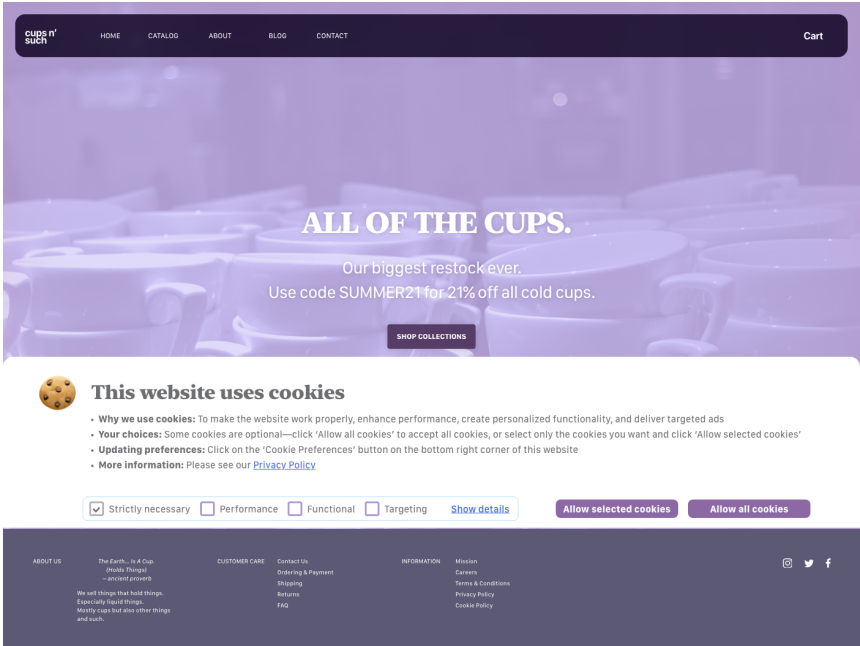 cups n'
such
HOME CATALOG ABOUT BLOG CONTACT Cart
ALL OF THE CUPS.
Our biggest restock ever.
Use code SUMMER21 for 21% off all cold cups.
SHOP COLLECTIONS
This website uses cookies
• Why we use cookies: To make the website work properly, enhance performance, create personalized functionality, and deliver targeted ads
• Your choices: Some cookies are optional—click ‘Allow all cookies’ to accept all cookies, or select only the cookies you want and click ‘Allow selected cookies’
• Updating preferences: Click on the ‘Cookie Preferences’ button on the bottom right corner of this website
• More information: Please see our Privacy Policy
Strictly necessary Performance Functional Targeting Show details Allow selected cookies Allow all cookies
ABOUT US
The Earth... Is A Cup.
(Holds Things)
– ancient proverb
We sell things that hold things.
Especially liquid things.
Mostly cups but also other things
and such.
CUSTOMER CARE
Contact Us
Ordering & Payment
Shipping
Returns
FAQ
INFORMATION
Mission
Careers
Terms & Conditions
Privacy Policy
Cookie Policy